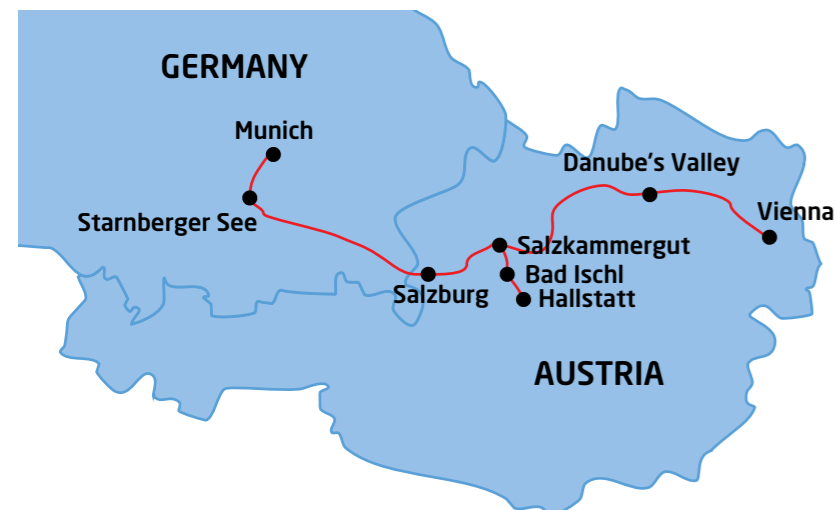 GERMANY
Munich
Danube's Valley
Starnberger See
Vienna
Salzkammergut
Bad Ischl
Salzburg
Hallstatt
AUSTRIA